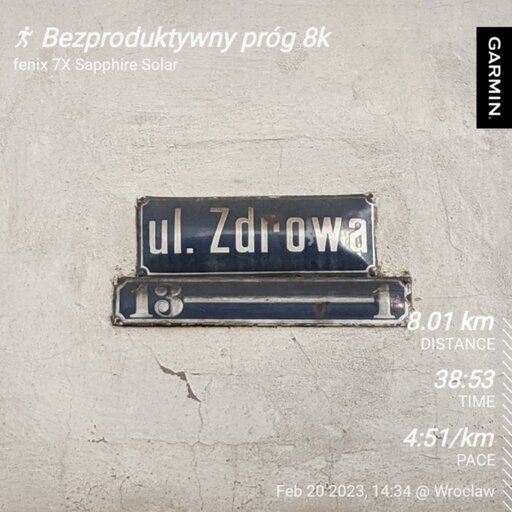 Bezproduktywny próg 8k
fenix 7X Sapphire Solar
GARMIN.
ul. Zdrowa
13 1
8.01 km
DISTANCE
38:53
TIME
4:51/km
PACE
Feb 20 2023, 14:34 @ Wroclaw